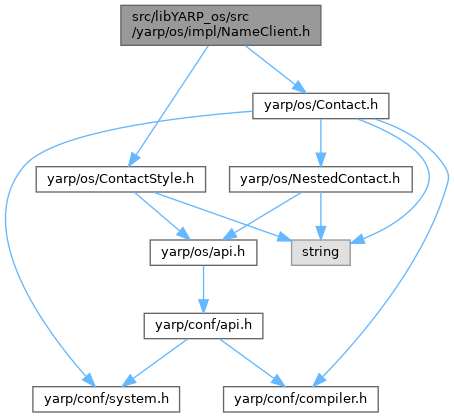 src/libYARP_os/src
/yarp/os/impl/NameClient.h
yarp/os/Contact.h
yarp/os/ContactStyle.h
yarp/os/NestedContact.h
yarp/os/api.h
string
yarp/conf/api.h
yarp/conf/system.h
yarp/conf/compiler.h